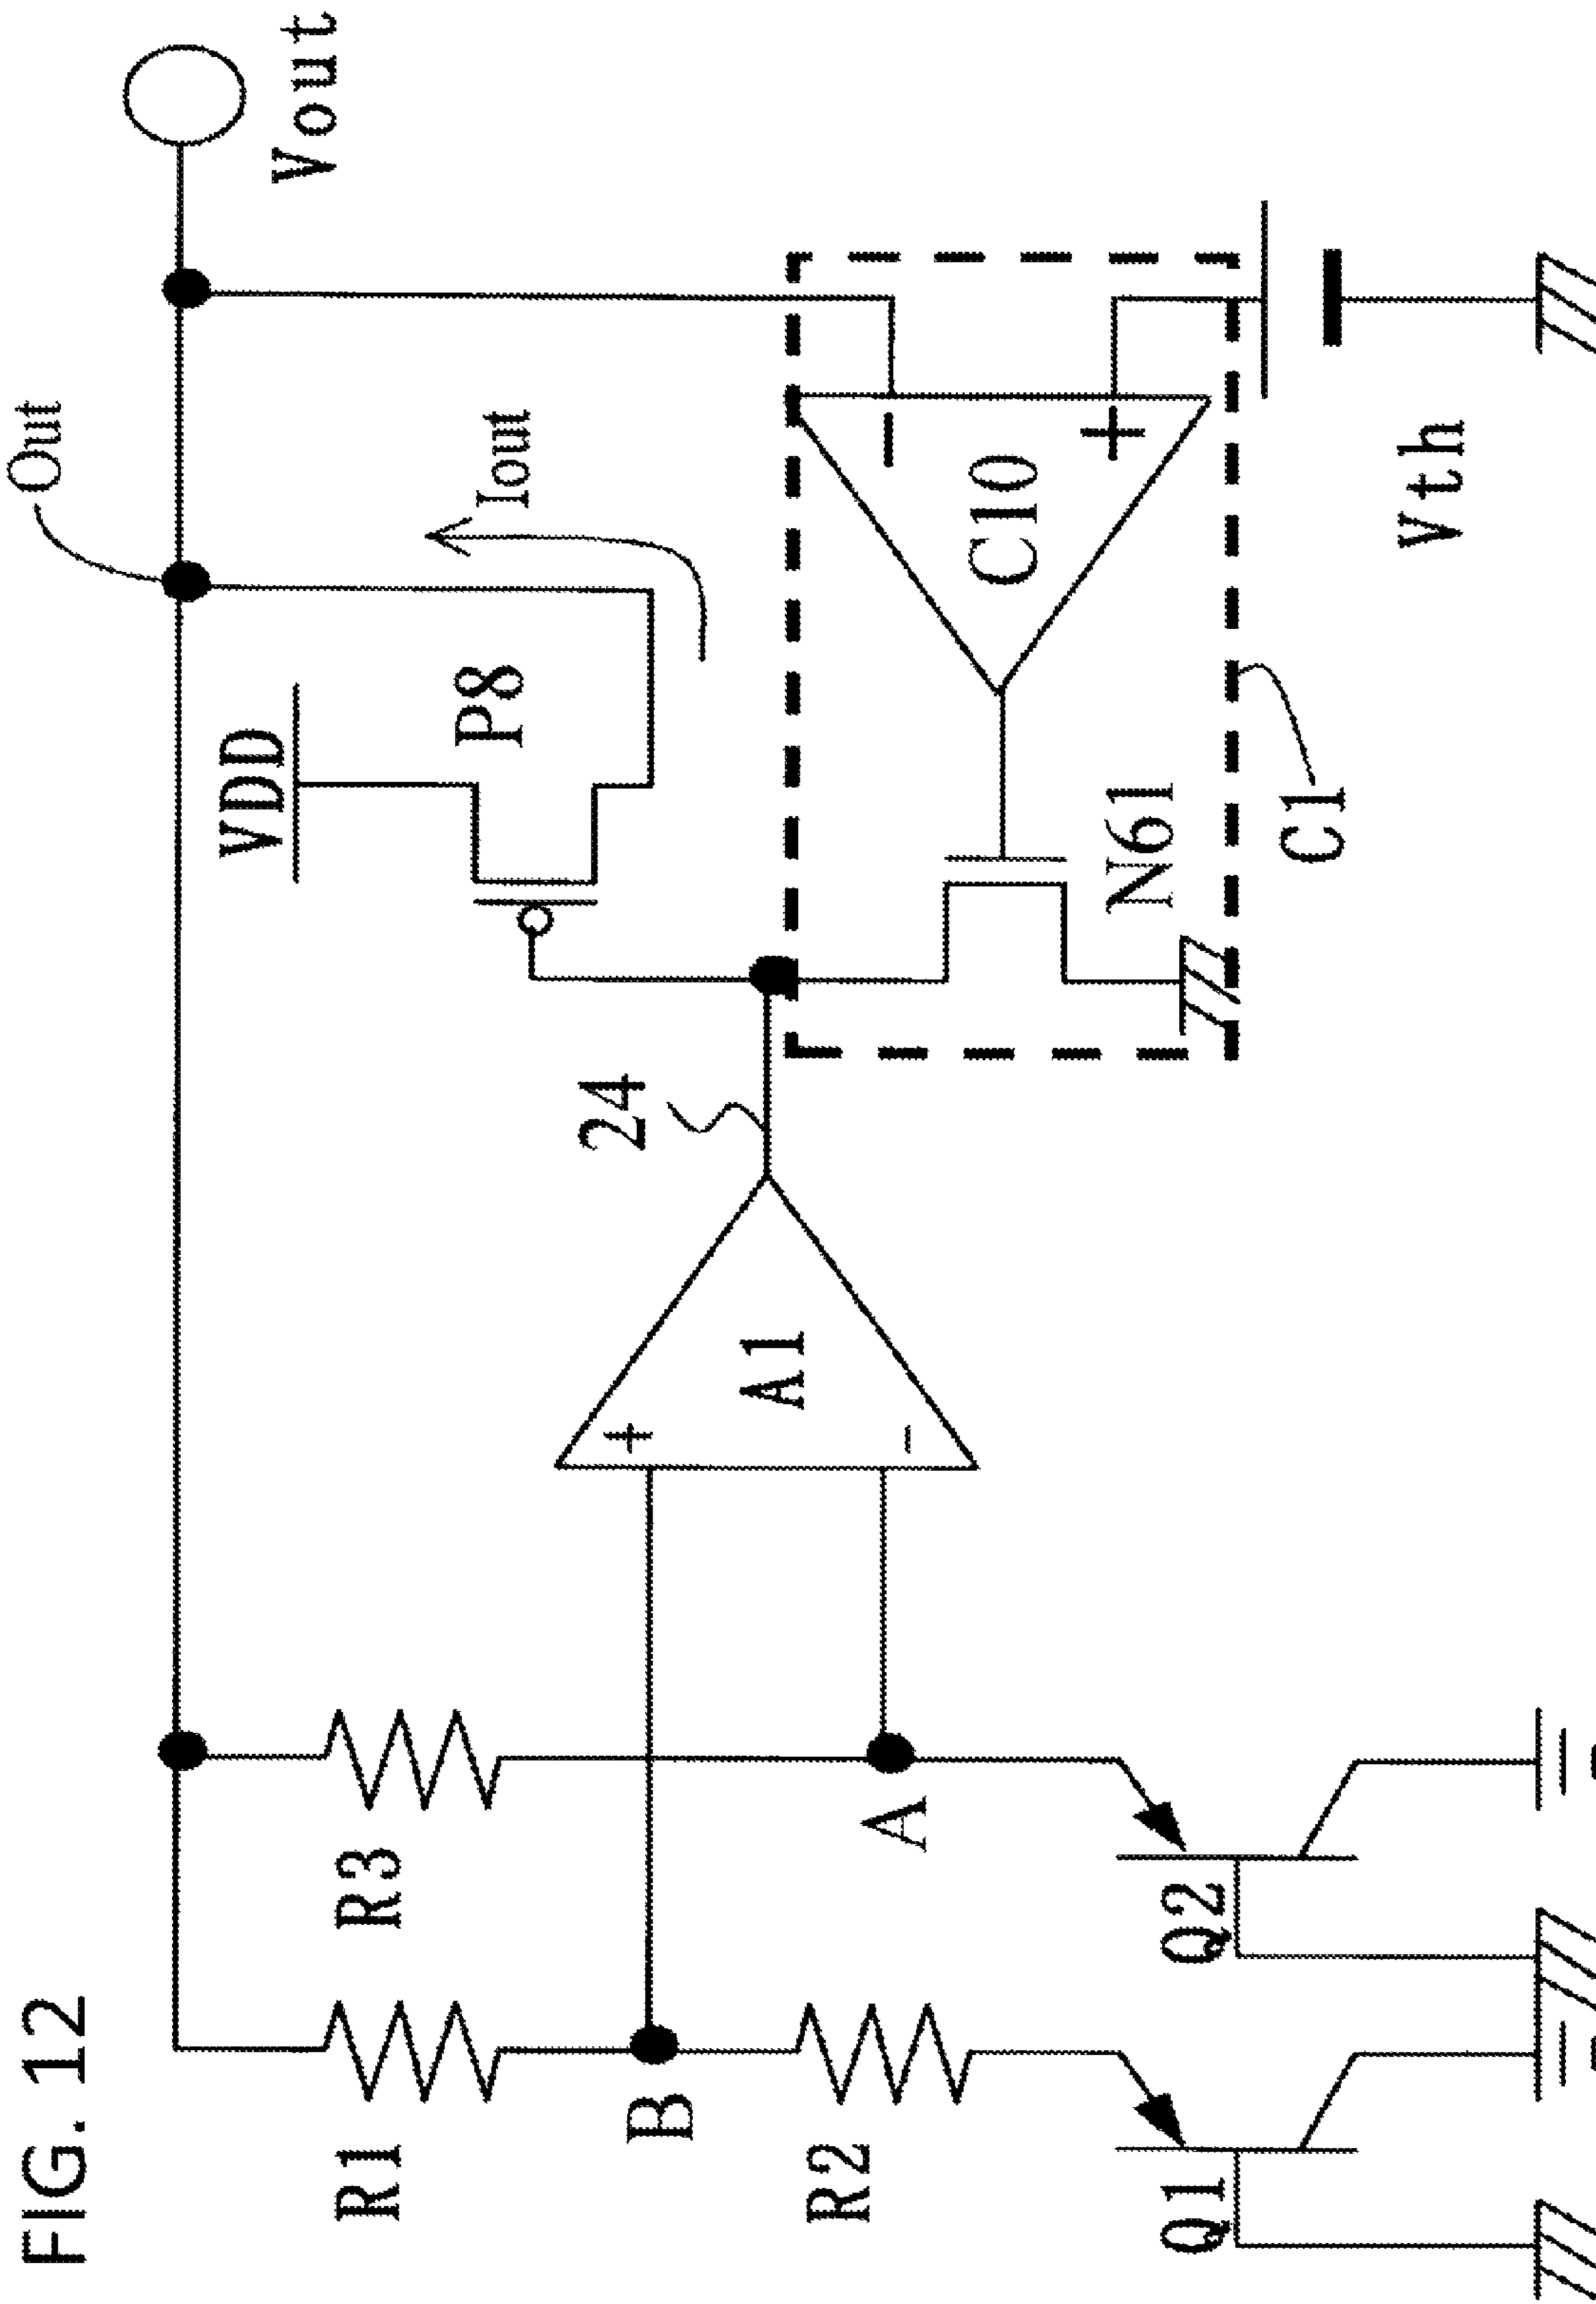 FIG. 12
Out
Vout
VDD
Iout
P8
R1
R3
B
24
+
A1
-
A
R2
-
C10
+
N61
Q1
Q2
C1
Vth